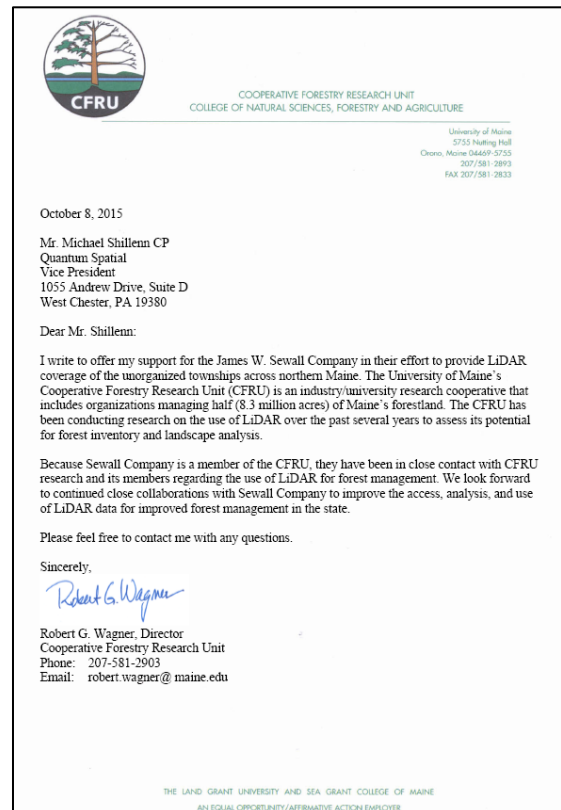 CFRU
COOPERATIVE FORESTRY RESEARCH UNIT
COLLEGE OF NATURAL SCIENCES, FORESTRY AND AGRICULTURE
University of Maine
5755 Nutting Hall
Orono, Maine 04469-5755
207/581-2893
FAX 207/581-2833
October 8, 2015
Mr. Michael Shillenn CP
Quantum Spatial
Vice President
1055 Andrew Drive, Suite D
West Chester, PA 19380
Dear Mr. Shillenn:
I write to offer my support for the James W. Sewall Company in their effort to provide LiDAR
coverage of the unorganized townships across northern Maine. The University of Maine's
Cooperative Forestry Research Unit (CFRU) is an industry/university research cooperative that
includes organizations managing half (8.3 million acres) of Maine's forestland. The CFRU has
been conducting research on the use of LiDAR over the past several years to assess its potential
for forest inventory and landscape analysis.
Because Sewall Company is a member of the CFRU, they have been in close contact with CFRU
research and its members regarding the use of LiDAR for forest management. We look forward
to continued close collaborations with Sewall Company to improve the access, analysis, and use
of LiDAR data for improved forest management in the state.
Please feel free to contact me with any questions.
Sincerely,
Robert G. Wagner
Robert G. Wagner, Director
Cooperative Forestry Research Unit
Phone: 207-581-2903
Email: robert.wagner@ maine.edu
THE LAND GRANT UNIVERSITY AND SEA GRANT COLLEGE OF MAINE
AN EQUAL OPPORTUNITY/AFFIRMATIVE ACTION EMPLOYER